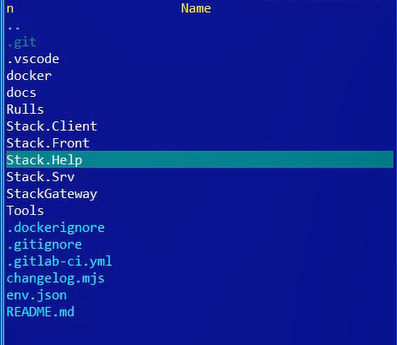 n Name
..
.git
.vscode
docker
docs
Rulls
Stack.Client
Stack.Front
Stack.Help
Stack.Srv
StackGateway
Tools
.dockerignore
.gitignore
.gitlab-ci.yml
changelog.mjs
env.json
README.md